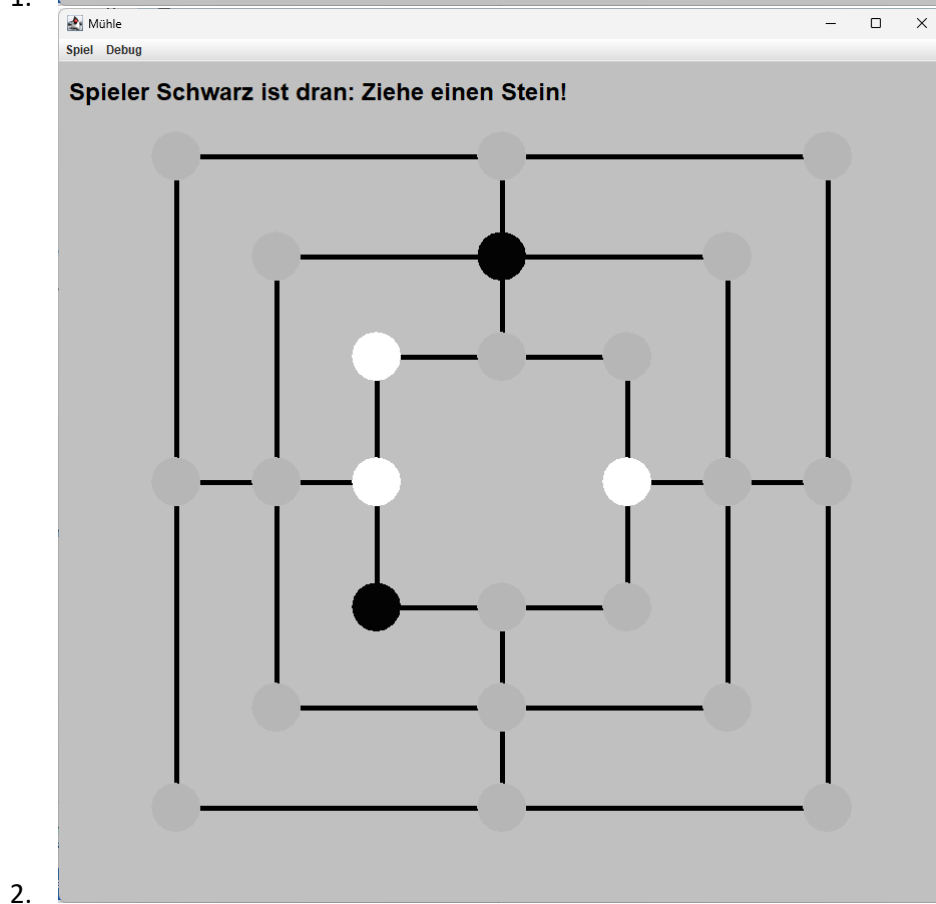 1.
Mühle
Spiel Debug
Spieler Schwarz ist dran: Ziehe einen Stein!
2.